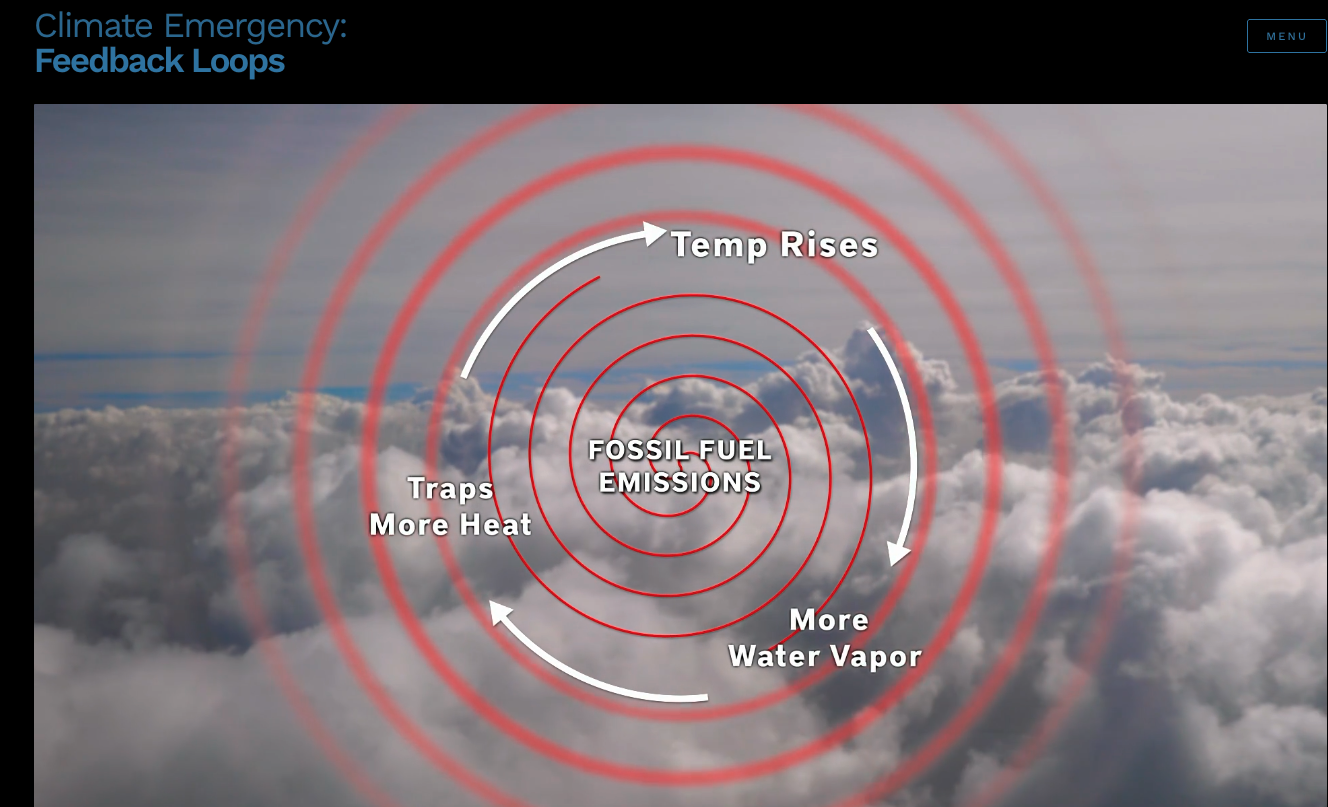 Climate Emergency:
Feedback Loops
MENU
Temp Rises
FOSSIL FUEL
EMISSIONS
Traps
More Heat
More
Water Vapor